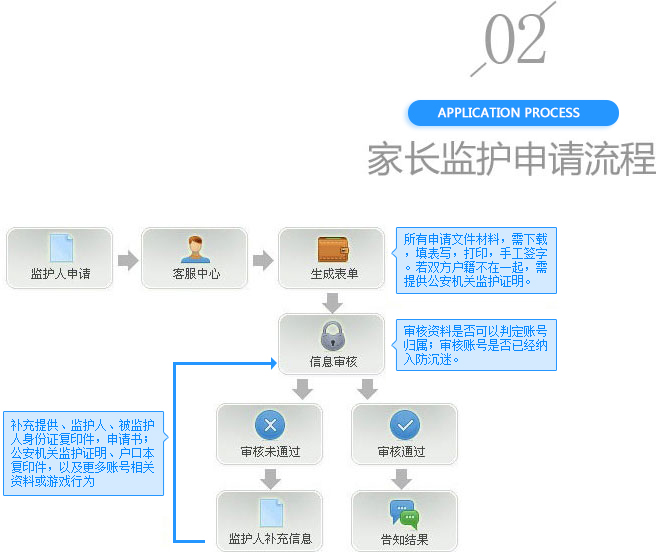 02
APPLICATION PROCESS
家长监护申请流程
监护人申请
客服中心
生成表单
所有申请文件材料，需下载
，填表写，打印，手工签字
。若双方户籍不在一起，需
提供公安机关监护证明。
信息审核
审核资料是否可以判定账号
归属；审核账号是否已经纳
入防沉迷。
补充提供、监护人、被监护
人身份证复印件，申请书；
公安机关监护证明、户口本
复印件，以及更多账号相关
资料或游戏行为
审核未通过
审核通过
监护人补充信息
告知结果